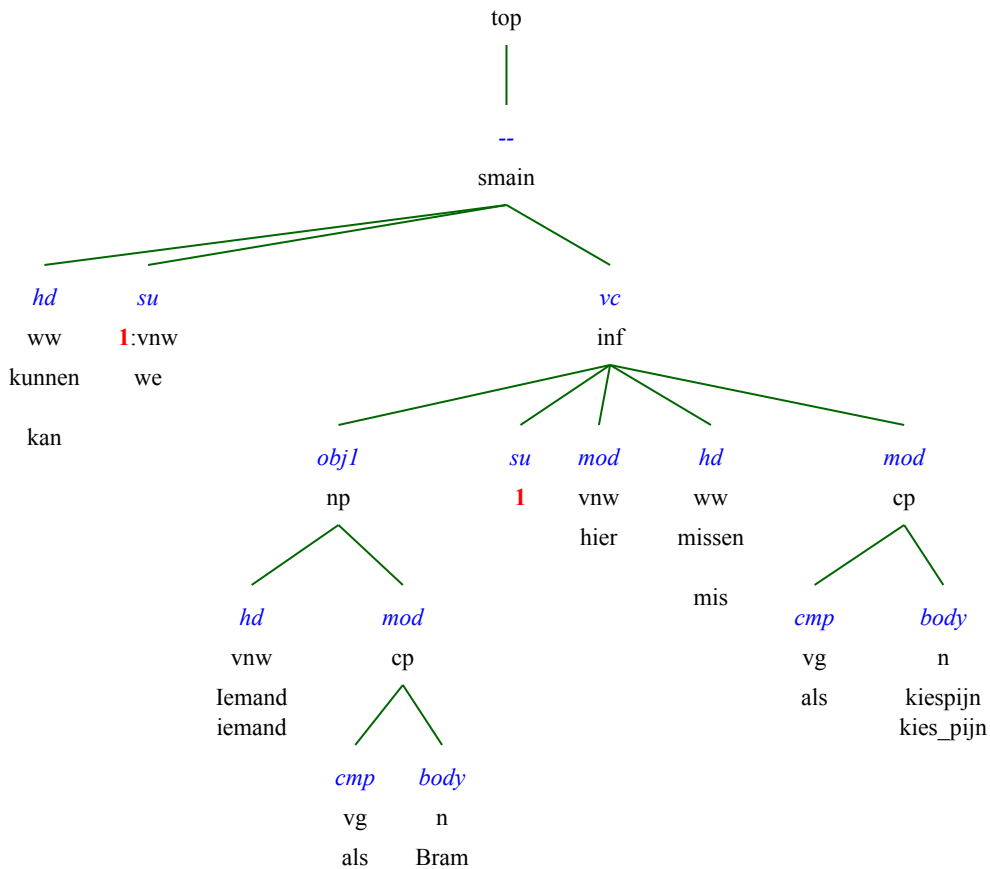 top
--
smain
hd su vc
ww 1:vnw inf
kunnen we
kan
obj1 su mod hd mod
np 1 vnw ww cp
hier missen
mis
hd mod cmp body
vnw cp vg n
Iemand als kiespijn
iemand kies_pijn
cmp body
vg n
als Bram